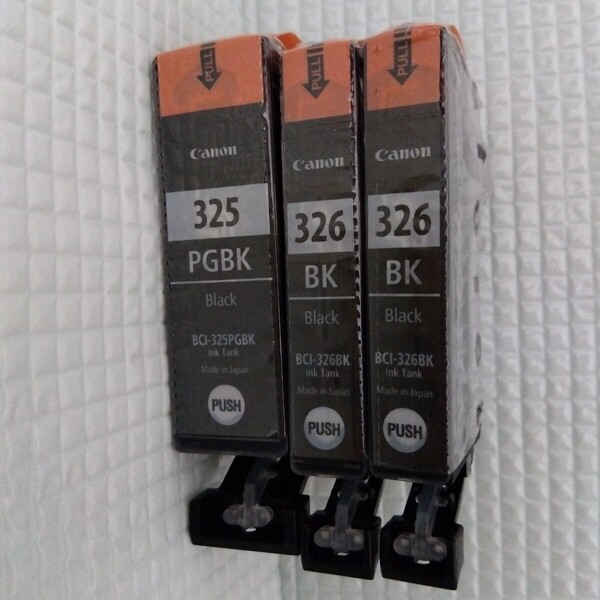 PULL
Canon
325
PGBK
Black
BCI-325PGBK
Ink Tank
Made in Japan
PUSH
PULL
Canon
326
BK
Black
BCI-326BK
Ink Tank
Made in Japan
PUSH
PULL
Canon
326
BK
Black
BCI-326BK
Ink Tank
Made in Japan
PUSH